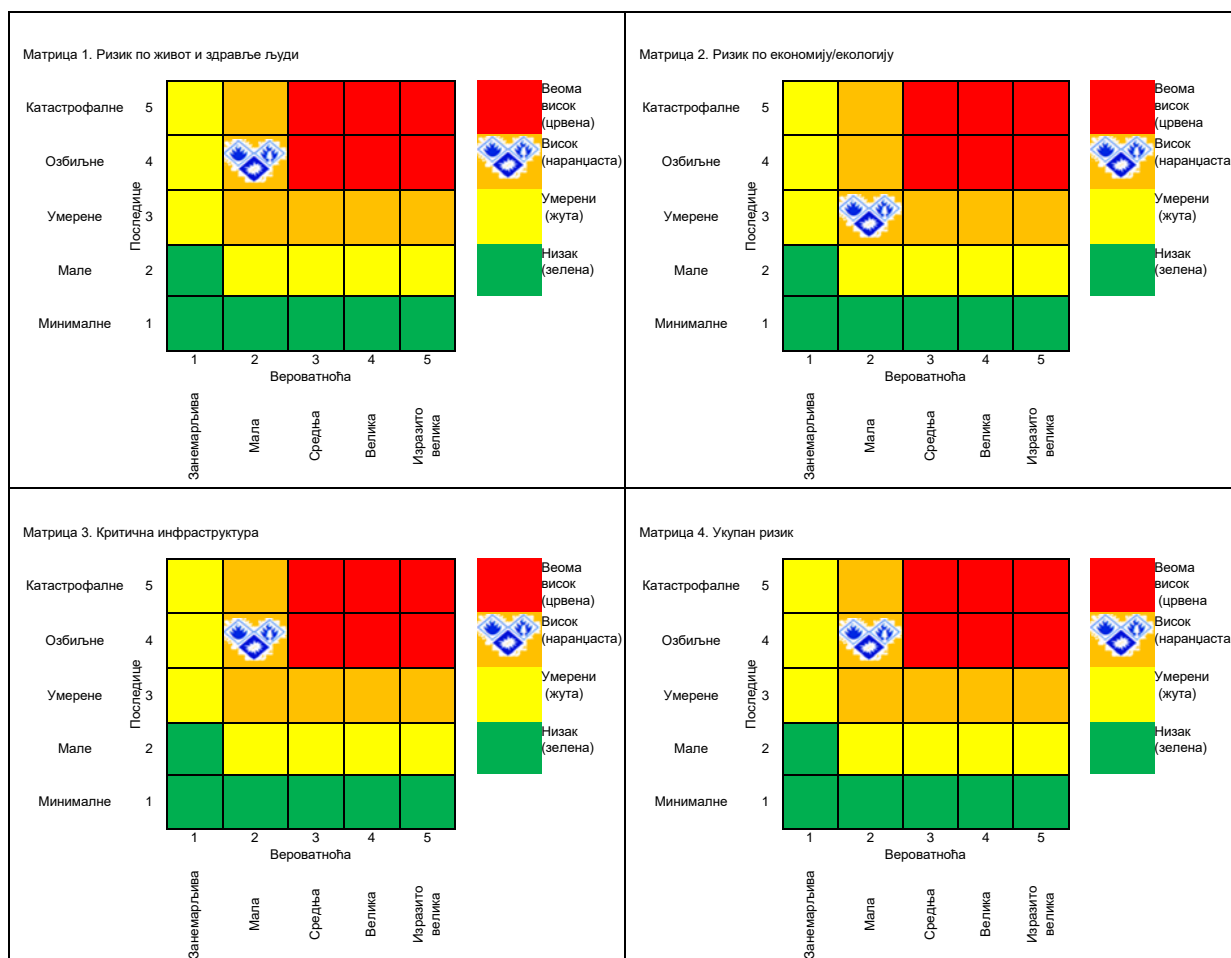 Матрица 1. Ризик по живот и здравље људи
Катастрофалне 5
Озбиљне 4
Умерене 3
Мале 2
Минималне 1
Последице
1 2 3 4 5
Вероватноћа
Занемарљива
Мала
Средња
Велика
Изразито
велика
Веома
висок
(црвена)
Висок
(наранџаста)
Умерени
(жута)
Низак
(зелена)
Матрица 2. Ризик по економију/екологију
Катастрофалне 5
Озбиљне 4
Умерене 3
Мале 2
Минималне 1
Последице
1 2 3 4 5
Вероватноћа
Занемарљива
Мала
Средња
Велика
Изразито
велика
Веома
висок
(црвена
Висок
(наранџаста
Умерени
(жута)
Низак
(зелена)
Матрица 3. Критична инфраструктура
Катастрофалне 5
Озбиљне 4
Умерене 3
Мале 2
Минималне 1
Последице
1 2 3 4 5
Вероватноћа
Занемарљива
Мала
Средња
Велика
Изразито
велика
Веома
висок
(црвена)
Висок
(наранџаста)
Умерени
(жута)
Низак
(зелена)
Матрица 4. Укупан ризик
Катастрофалне 5
Озбиљне 4
Умерене 3
Мале 2
Минималне 1
Последице
1 2 3 4 5
Вероватноћа
Занемарљива
Мала
Средња
Велика
Изразито
велика
Веома
висок
(црвена
Висок
(наранџаста
Умерени
(жута)
Низак
(зелена)